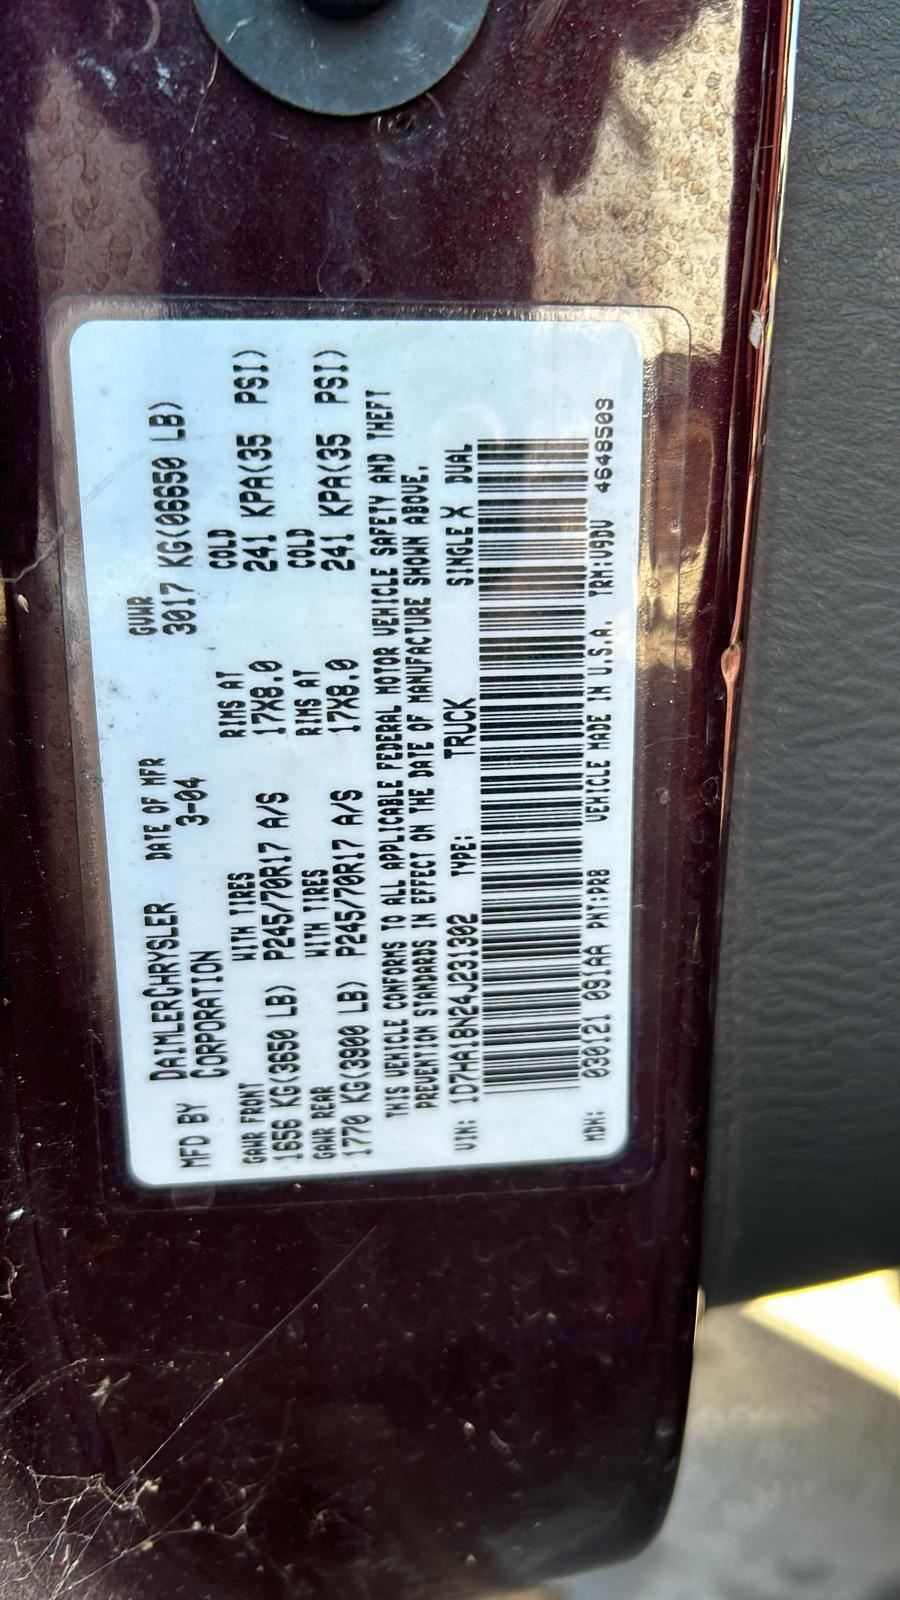 MFD BY DAIMLERCHRYSLER CORPORATION DATE OF MFR 3-04 GVWR 3017 KG(06650 LB)
GAWR FRONT WITH TIRES RIMS AT COLD
1656 KG(3650 LB) P245/70R17 A/S 17X8.0 241 KPA(35 PSI)
GAWR REAR WITH TIRES RIMS AT COLD
1770 KG(3900 LB) P245/70R17 A/S 17X8.0 241 KPA(35 PSI)
THIS VEHICLE CONFORMS TO ALL APPLICABLE FEDERAL MOTOR VEHICLE SAFETY AND THEFT
PREVENTION STANDARDS IN EFFECT ON THE DATE OF MANUFACTURE SHOWN ABOVE.
VIN: 1D7HA18N24J231302 TYPE: TRUCK SINGLE X DUAL
MDH: 030121 091AA PNT:PR8 VEHICLE MADE IN U.S.A. TRM:V9DV 4648503